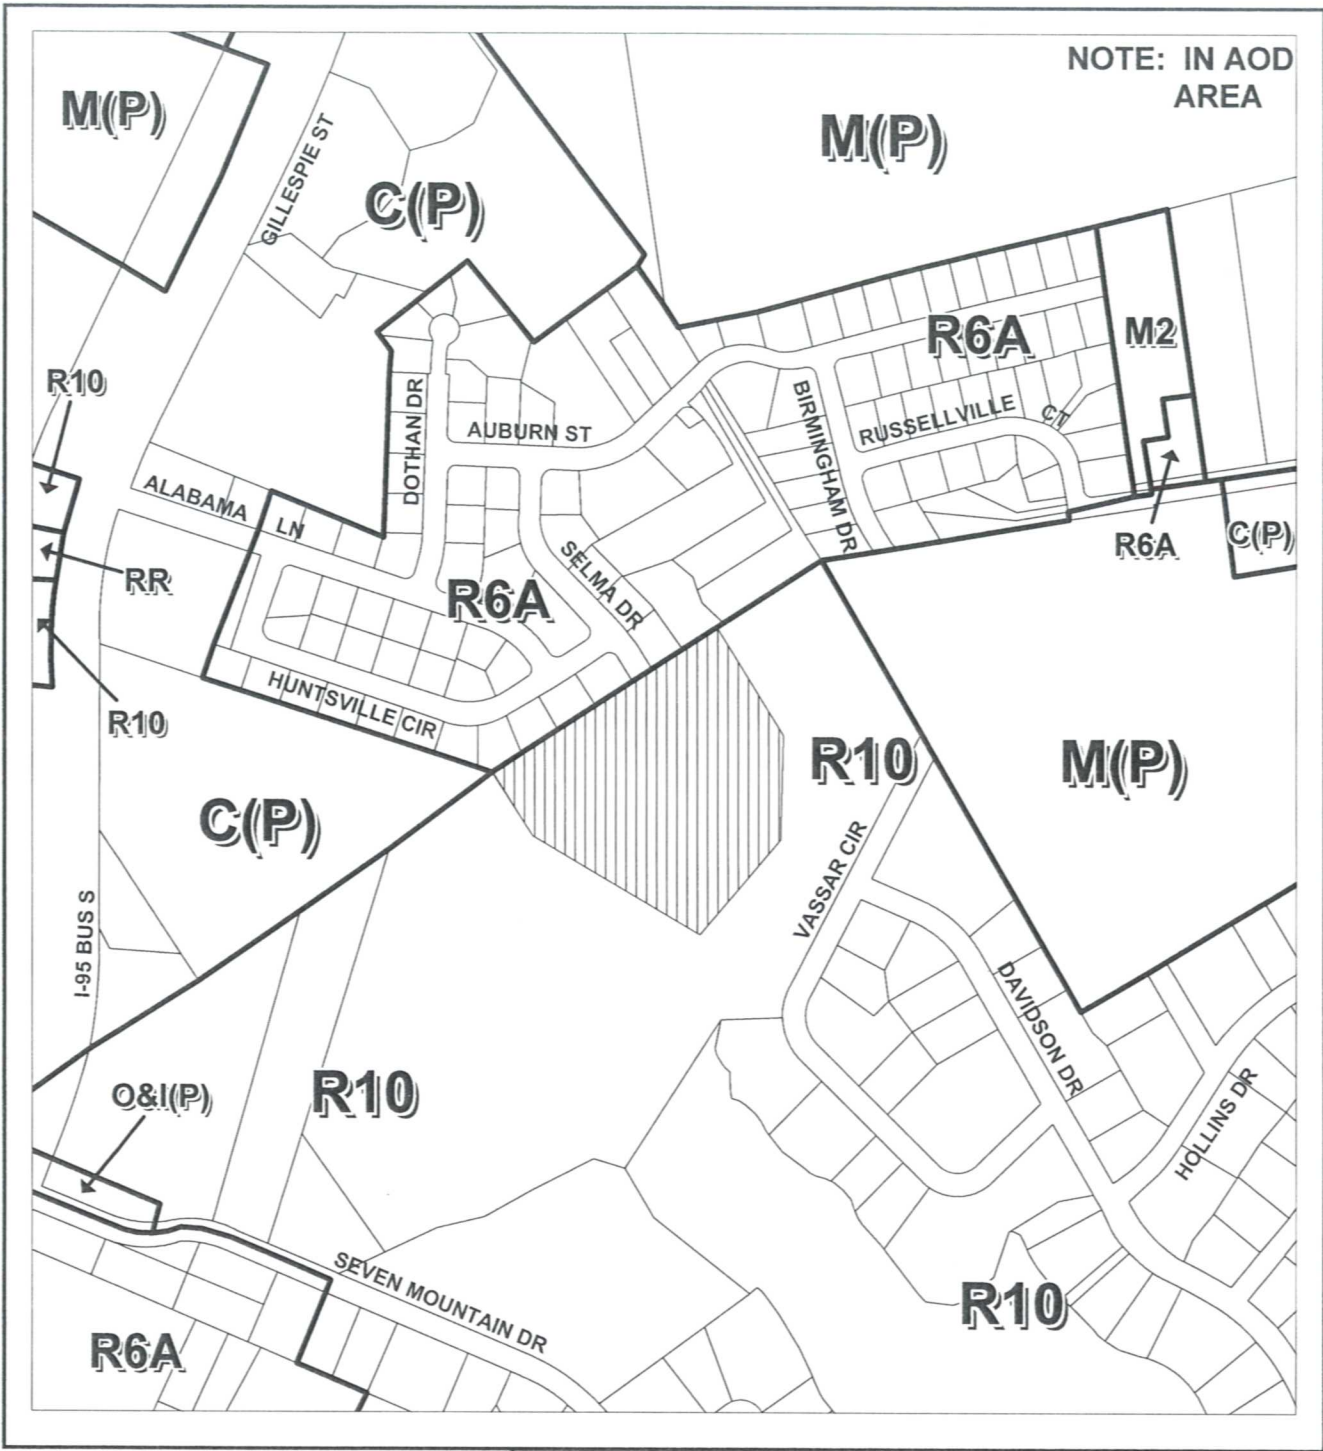 NOTE: IN AOD
AREA
M(P)
M(P)
GILLESPIE ST
C(P)
R6A
M2
R10
BIRMINGHAM DR
DOTHAN DR
AUBURN ST
RUSSELLVILLE CT
ALABAMA LN
R6A
C(P)
RR
SELMA DR
R6A
HUNTSVILLE CIR
R10
R10
M(P)
C(P)
VASSAR CIR
I-95 BUS S
DAVIDSON DR
R10
O&I(P)
HOLLINS DR
SEVEN MOUNTAIN DR
R10
R6A